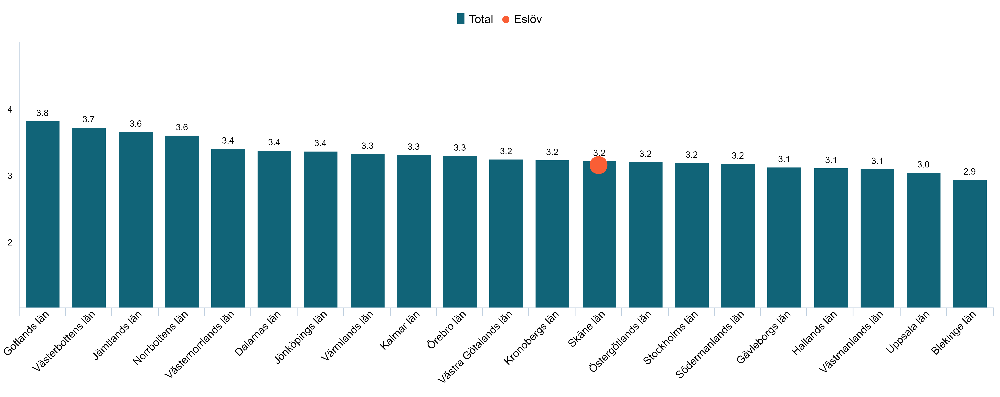 Total Eslöv
4
3
2
3.8 3.7 3.6 3.6 3.4 3.4 3.4 3.3 3.3 3.3 3.2 3.2 3.2 3.2 3.2 3.2 3.1 3.1 3.1 3.0 2.9
Gotlands län
Västerbottens län
Jämtlands län
Norrbottens län
Västernorrlands län
Dalarnas län
Jönköpings län
Värmlands län
Kalmar län
Örebro län
Västra Götalands län
Kronobergs län
Skåne län
Östergötlands län
Stockholms län
Södermanlands län
Gävleborgs län
Hallands län
Västmanlands län
Uppsala län
Blekinge län